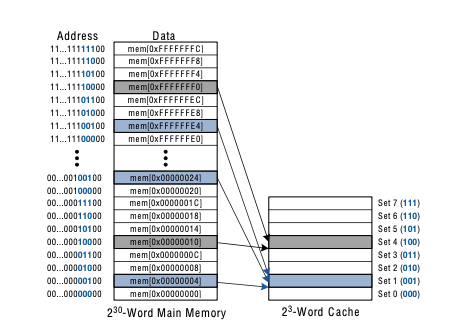 Address Data
11...11111100 mem[0xFFFFFFFC]
11...11111000 mem[0xFFFFFFF8]
11...11110100 mem[0xFFFFFFF4]
11...11110000 mem[0xFFFFFFF0]
11...11101100 mem[0xFFFFFFEC]
11...11101000 mem[0xFFFFFFE8]
11...11100100 mem[0xFFFFFFE4]
11...11100000 mem[0xFFFFFFE0]
00...00100100 mem[0x00000024]
00...00100000 mem[0x00000020]
00...00011100 mem[0x0000001C] Set 7 (111)
00...00011000 mem[0x00000018] Set 6 (110)
00...00010100 mem[0x00000014] Set 5 (101)
00...00010000 mem[0x00000010] Set 4 (100)
00...00001100 mem[0x0000000C] Set 3 (011)
00...00001000 mem[0x00000008] Set 2 (010)
00...00000100 mem[0x00000004] Set 1 (001)
00...00000000 mem[0x00000000] Set 0 (000)
2³⁰-Word Main Memory 2³-Word Cache